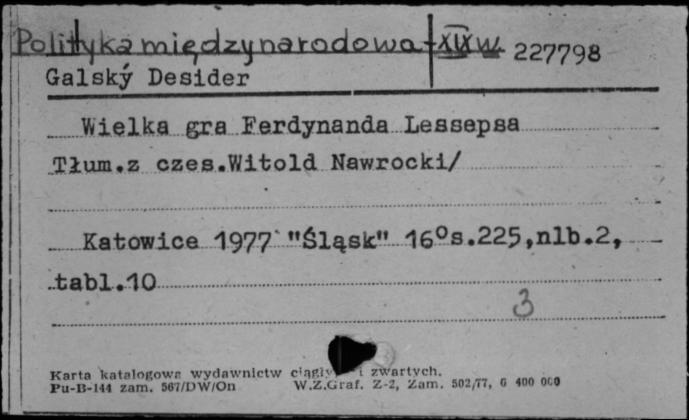 Polityka międzynarodowa - XIX w. 227798
Galský Desider
Wielka gra Ferdynanda Lessepsa
Tłum.z czes.Witold Nawrocki/
Katowice 1977 "Śląsk" 16⁰s.225,nlb.2,
tabl.10
3
Karta katalogowa wydawnictw ciągły i zwartych.
Pu-B-144 zam. 567/DW/On W.Z.Graf. Z-2, Zam. 502/77, 6 400 000